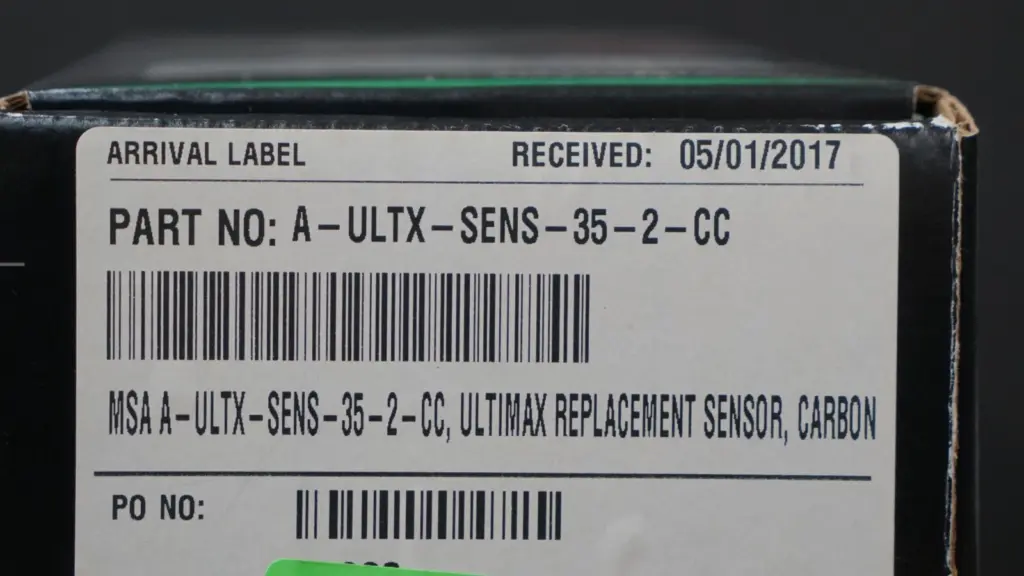 ARRIVAL LABEL RECEIVED: 05/01/2017
PART NO: A-ULTX-SENS-35-2-CC
MSA A-ULTX-SENS-35-2-CC, ULTIMAX REPLACEMENT SENSOR, CARBON
PO NO: